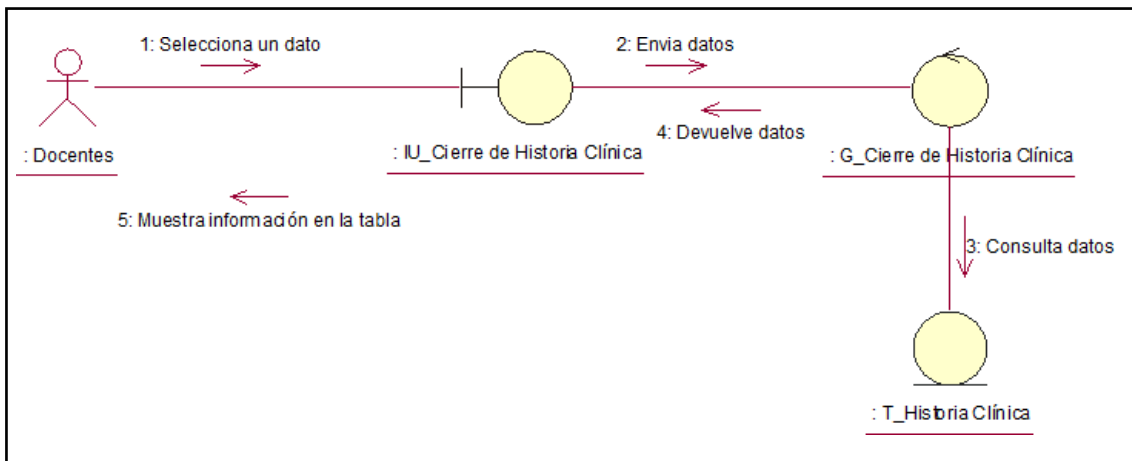 1: Selecciona un dato
2: Envia datos
4: Devuelve datos
: Docentes
: IU_Cierre de Historia Clínica
: G_Cierre de Historia Clínica
5: Muestra información en la tabla
3: Consulta datos
: T_Historia Clínica